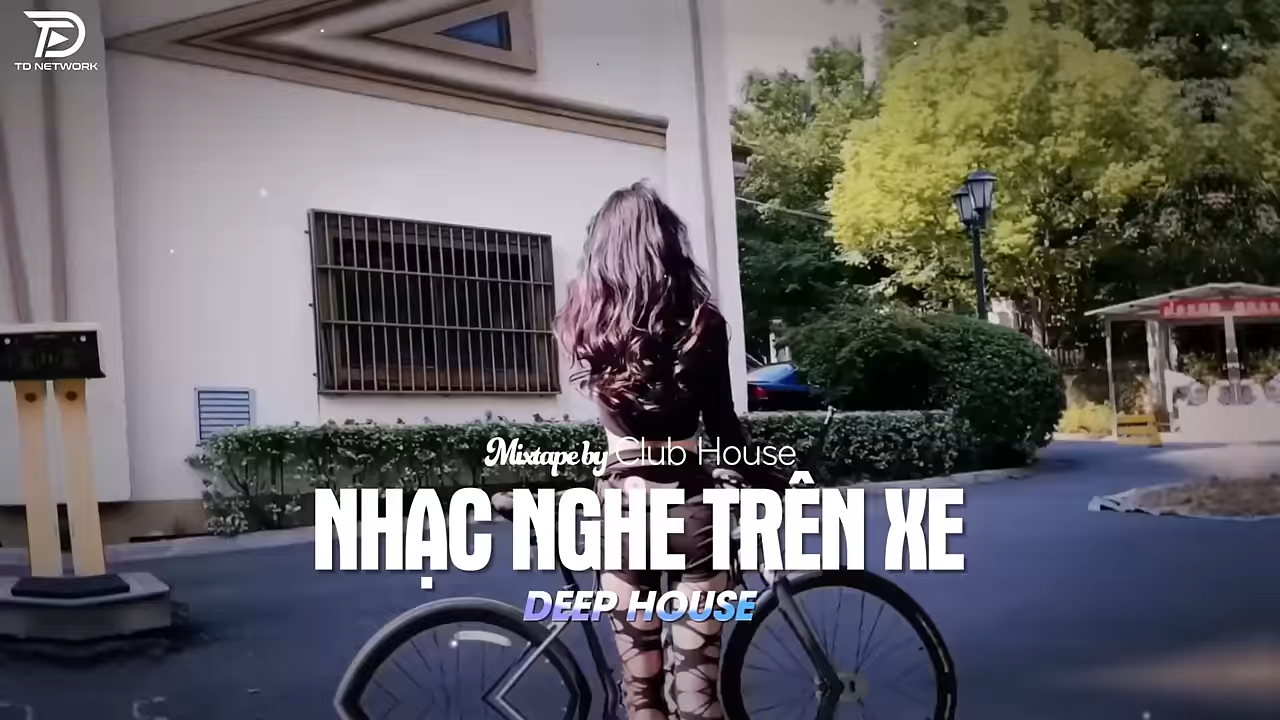 TD NETWORK
Mixtape by Club House
NHẠC NGHE TRÊN XE
DEEP HOUSE